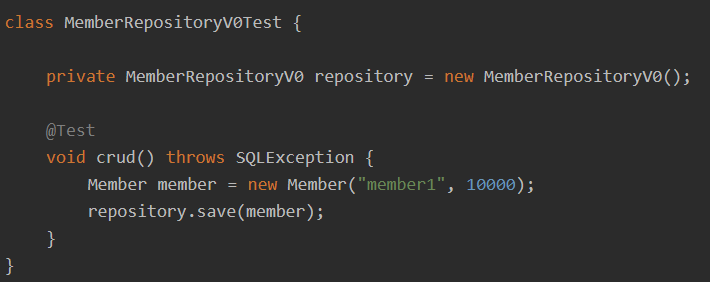 class MemberRepositoryV0Test {
private MemberRepositoryV0 repository = new MemberRepositoryV0();
@Test
void crud() throws SQLException {
Member member = new Member("member1", 10000);
repository.save(member);
}
}